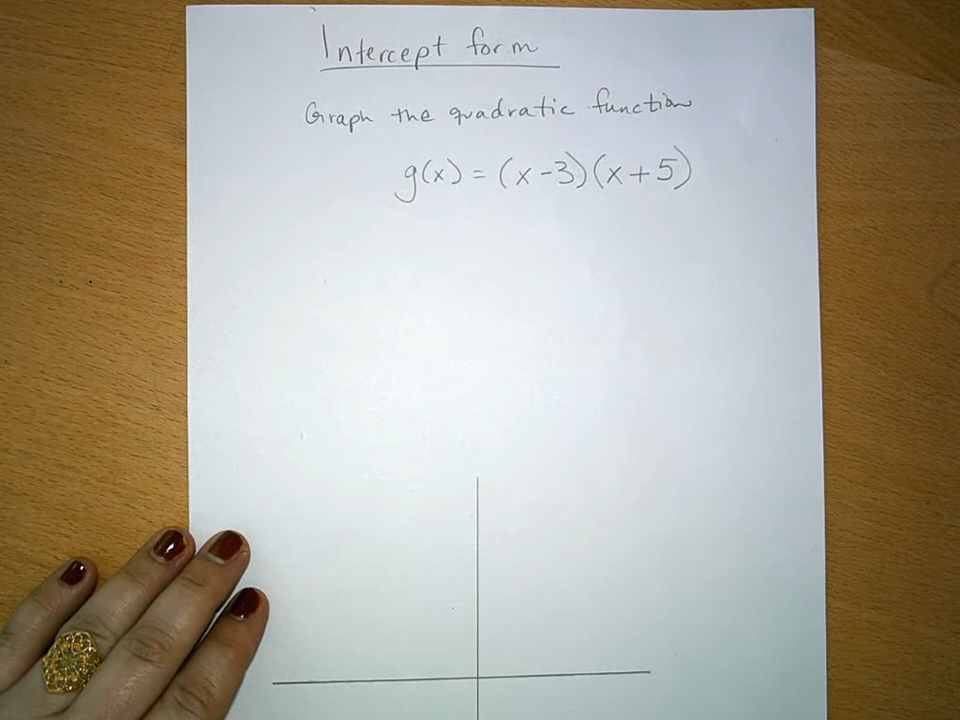 Intercept form
Graph the quadratic function
g(x) = (x-3)(x+5)